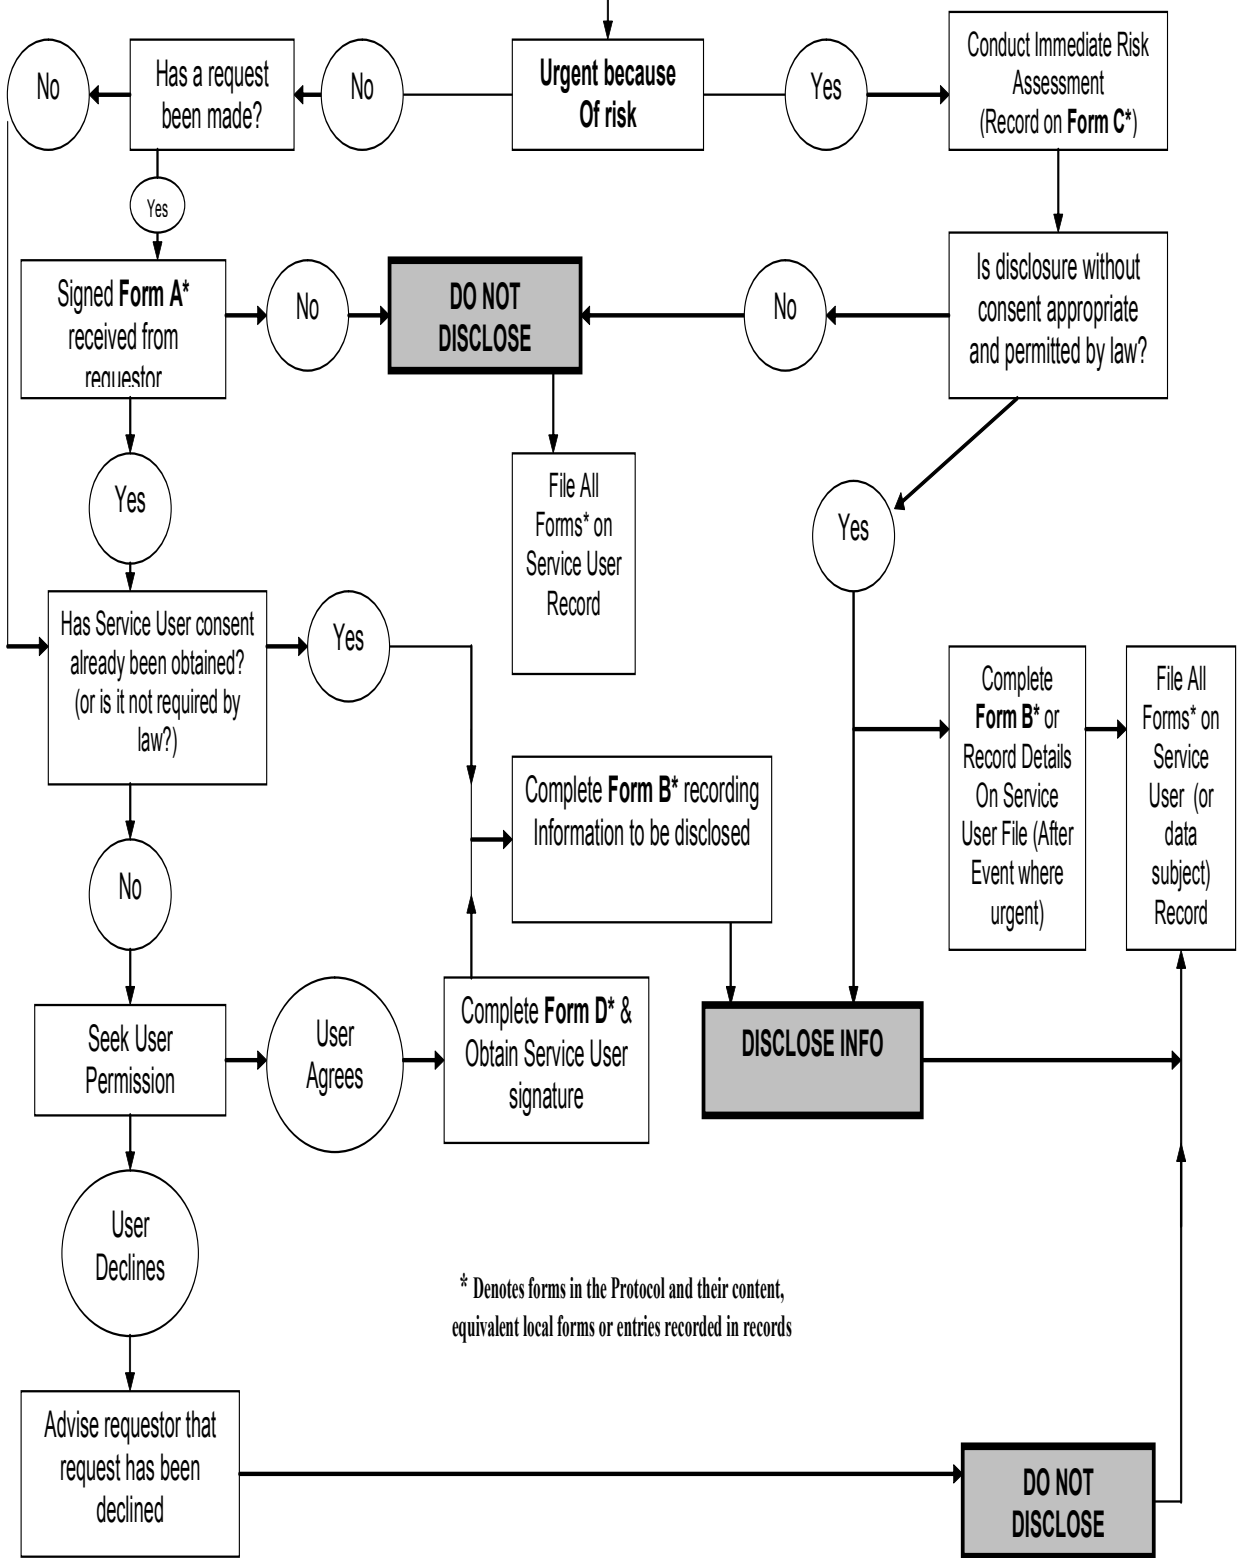 No
Has a request
been made?
No
Urgent because
Of risk
Yes
Conduct Immediate Risk
Assessment
(Record on Form C*)
Yes
Signed Form A*
received from
requestor
No
DO NOT
DISCLOSE
No
Is disclosure without
consent appropriate
and permitted by law?
Yes
File All
Forms* on
Service User
Record
Yes
Has Service User consent
already been obtained?
(or is it not required by
law?)
Yes
Complete
Form B* or
Record Details
On Service
User File (After
Event where
urgent)
File All
Forms* on
Service
User (or
data
subject)
Record
Complete Form B* recording
Information to be disclosed
No
Seek User
Permission
User
Agrees
Complete Form D* &
Obtain Service User
signature
DISCLOSE INFO
User
Declines
* Denotes forms in the Protocol and their content,
equivalent local forms or entries recorded in records
Advise requestor that
request has been
declined
DO NOT
DISCLOSE